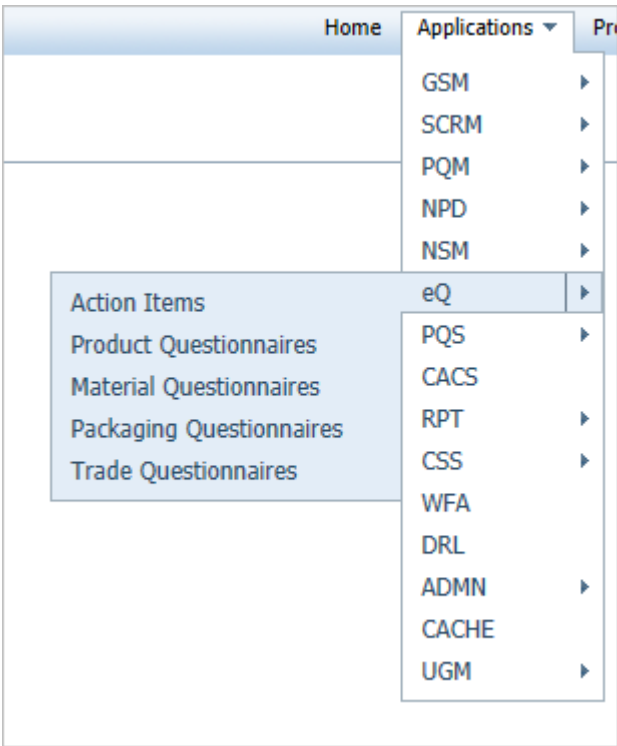 Home Applications Pr
GSM
SCRM
PQM
NPD
NSM
eQ
Action Items
Product Questionnaires
Material Questionnaires
Packaging Questionnaires
Trade Questionnaires
PQS
CACS
RPT
CSS
WFA
DRL
ADMN
CACHE
UGM